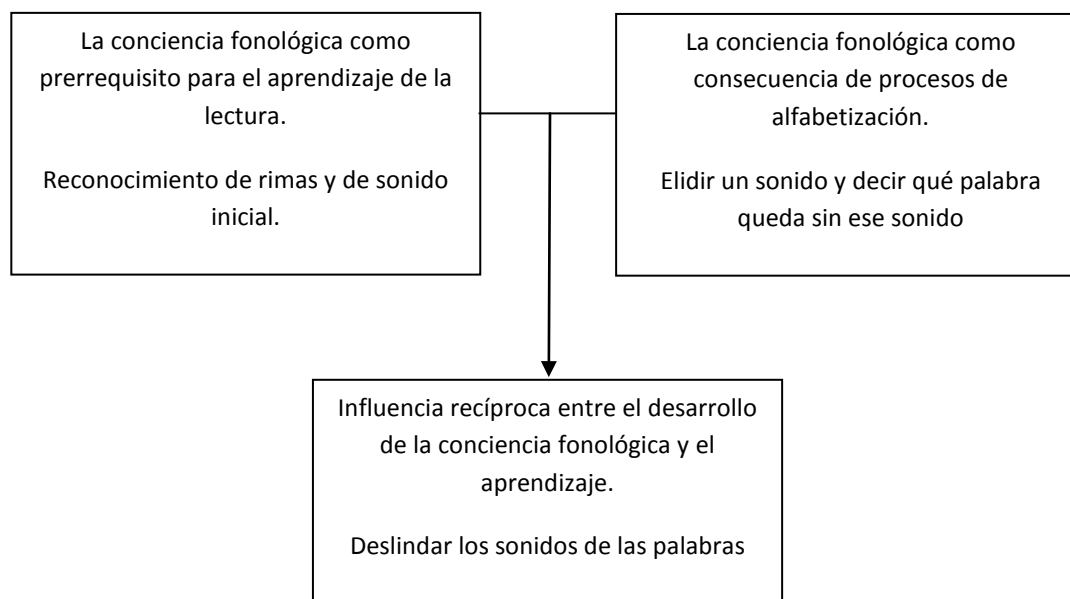 La conciencia fonológica como
prerrequisito para el aprendizaje de la
lectura.
Reconocimiento de rimas y de sonido
inicial.
La conciencia fonológica como
consecuencia de procesos de
alfabetización.
Elidir un sonido y decir qué palabra
queda sin ese sonido
Influencia recíproca entre el desarrollo
de la conciencia fonológica y el
aprendizaje.
Deslindar los sonidos de las palabras